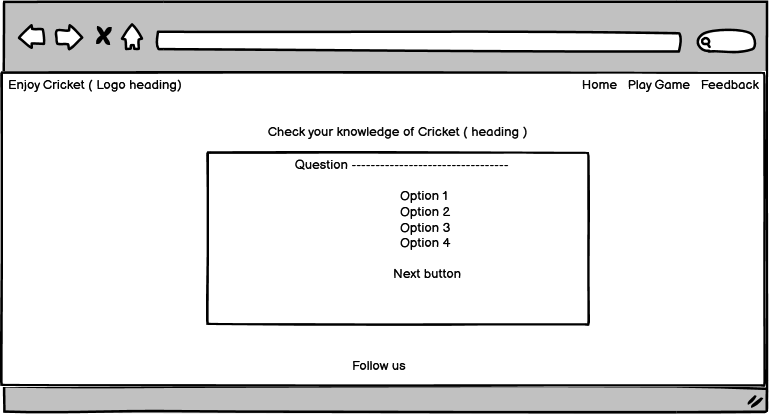 Enjoy Cricket ( Logo heading)
Home Play Game Feedback
Check your knowledge of Cricket ( heading )
Question ---------------------------------
Option 1
Option 2
Option 3
Option 4
Next button
Follow us